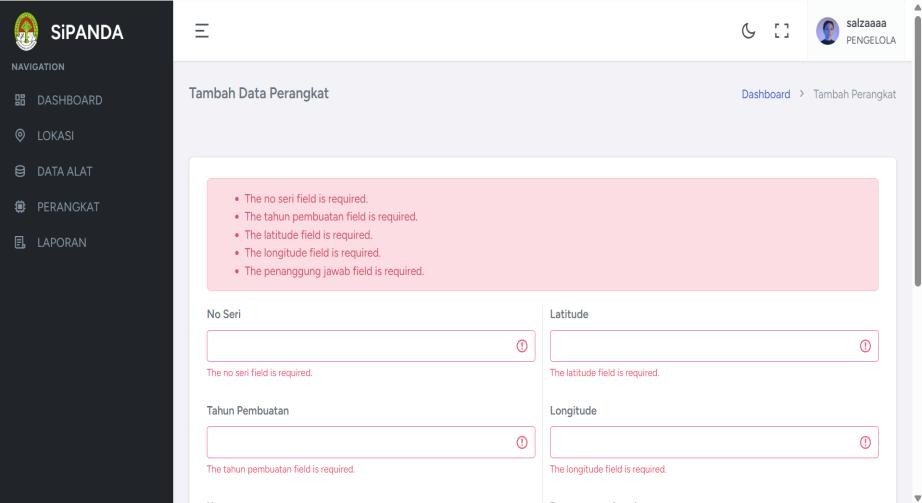 SiPANDA
salzaaaa
PENGELOLA
NAVIGATION
DASHBOARD
LOKASI
DATA ALAT
PERANGKAT
LAPORAN
Tambah Data Perangkat
Dashboard > Tambah Perangkat
• The no seri field is required.
• The tahun pembuatan field is required.
• The latitude field is required.
• The longitude field is required.
• The penanggung jawab field is required.
No Seri
The no seri field is required.
Latitude
The latitude field is required.
Tahun Pembuatan
The tahun pembuatan field is required.
Longitude
The longitude field is required.